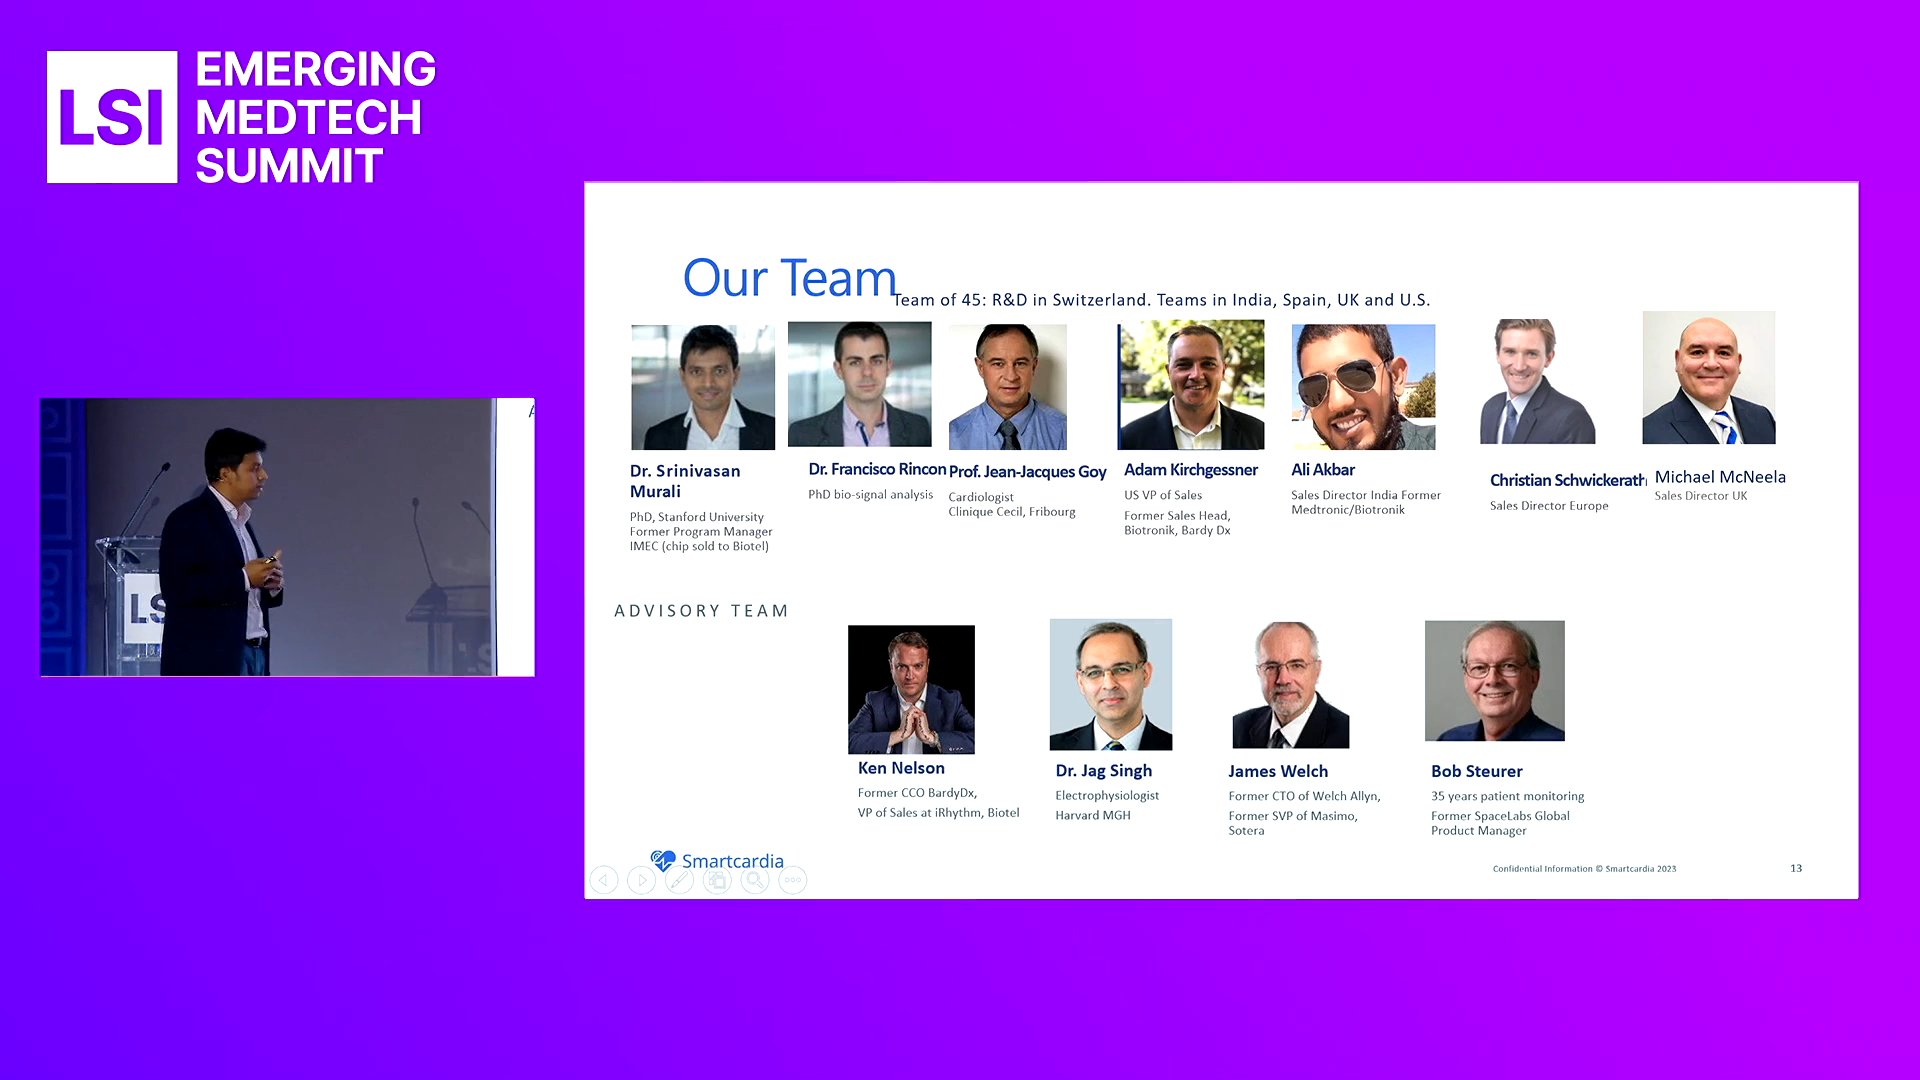 LSI
EMERGING
MEDTECH
SUMMIT
Our Team
Team of 45: R&D in Switzerland. Teams in India, Spain, UK and U.S.
Dr. Srinivasan
Murali
PhD, Stanford University
Former Program Manager
IMEC (chip sold to Biotel)
Dr. Francisco Rincon
PhD bio-signal analysis
Prof. Jean-Jacques Goy
Cardiologist
Clinique Cecil, Fribourg
Adam Kirchgessner
US VP of Sales
Former Sales Head,
Biotronik, Bardy Dx
Ali Akbar
Sales Director India Former
Medtronic/Biotronik
Christian Schwickerath
Sales Director Europe
Michael McNeela
Sales Director UK
LS
ADVISORY TEAM
Ken Nelson
Former CCO BardyDx,
VP of Sales at iRhythm, Biotel
Dr. Jag Singh
Electrophysiologist
Harvard MGH
James Welch
Former CTO of Welch Allyn,
Former SVP of Masimo,
Sotera
Bob Steurer
35 years patient monitoring
Former SpaceLabs Global
Product Manager
Smartcardia
Confidential Information © Smartcardia 2023
13